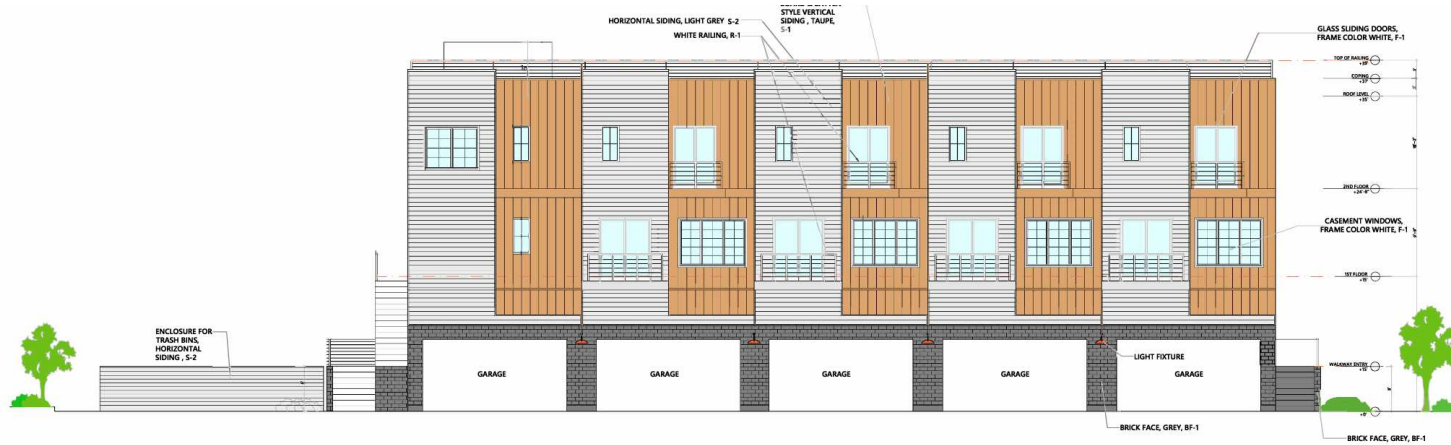 STYLE VERTICAL
SIDING , TAUPE,
S-1
HORIZONTAL SIDING, LIGHT GREY S-2
WHITE RAILING, R-1
GLASS SLIDING DOORS,
FRAME COLOR WHITE, F-1
TOP OF RAILING
COPING
ROOF LEVEL
2ND FLOOR
+24'-6"
CASEMENT WINDOWS,
FRAME COLOR WHITE, F-1
1ST FLOOR
ENCLOSURE FOR
TRASH BINS,
HORIZONTAL
SIDING , S-2
LIGHT FIXTURE
WALKWAY ENTRY
GARAGE
GARAGE
GARAGE
GARAGE
GARAGE
BRICK FACE, GREY, BF-1
BRICK FACE, GREY, BF-1